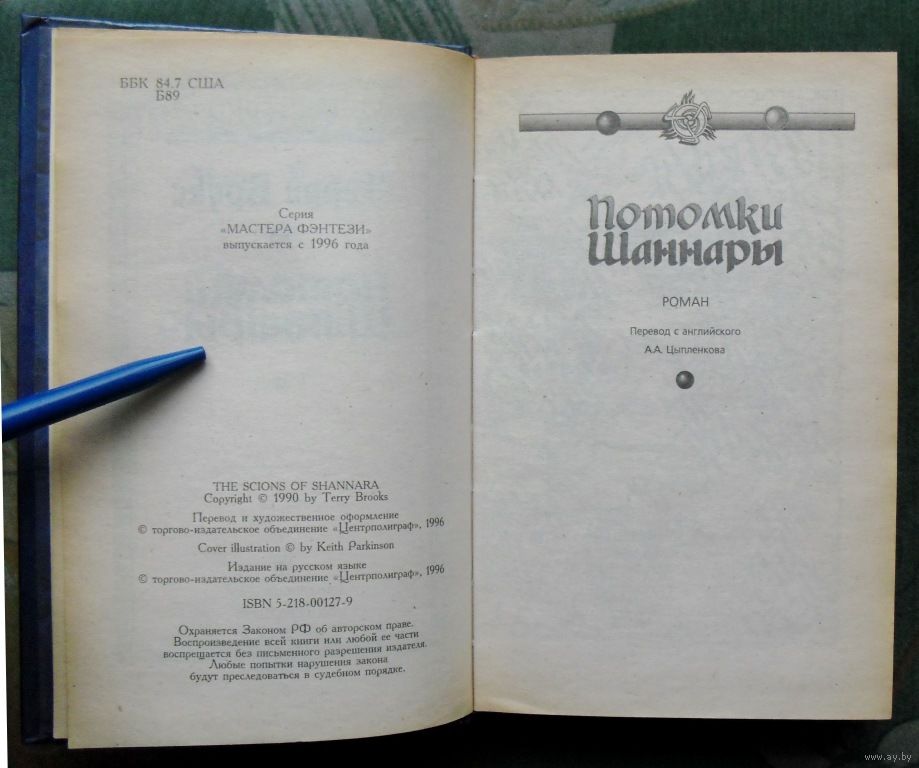 ББК 84.7 США
Б89
Серия
«МАСТЕРА ФЭНТЕЗИ»
выпускается с 1996 года
THE SCIONS OF SHANNARA
Copyright © 1990 by Terry Brooks
Перевод и художественное оформление
© торгово-издательское объединение «Центрполиграф», 1996
Cover illustration © by Keith Parkinson
Издание на русском языке
© торгово-издательское объединение «Центрполиграф», 1996
ISBN 5-218-00127-9
Охраняется Законом РФ об авторском праве.
Воспроизведение всей книги или любой ее части
воспрещается без письменного разрешения издателя.
Любые попытки нарушения закона
будут преследоваться в судебном порядке.
Потомки
Шаннары
РОМАН
Перевод с английского
А.А. Цыпленкова
www.ay.by